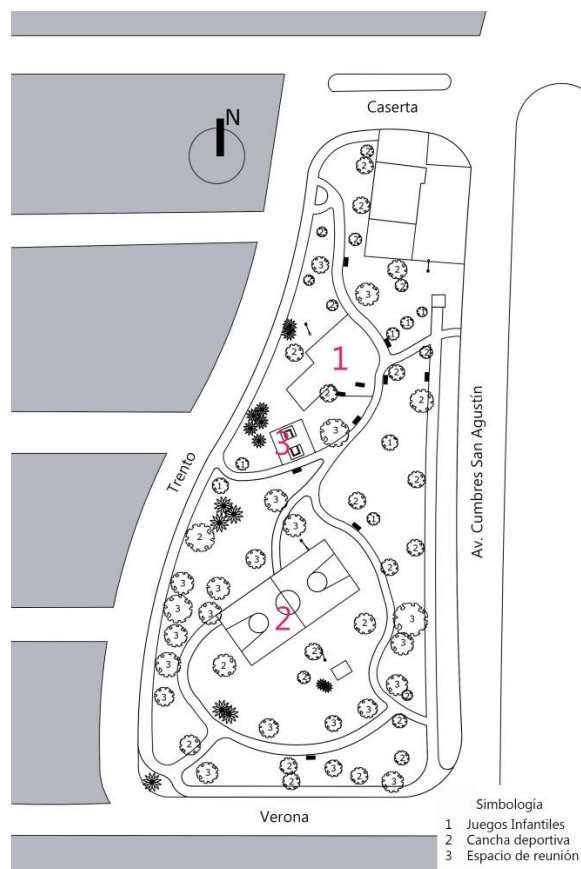 N
Caserta
1
3
Trento
Av. Cumbres San Agustín
2
Verona
Simbología
1 Juegos Infantiles
2 Cancha deportiva
3 Espacio de reunión